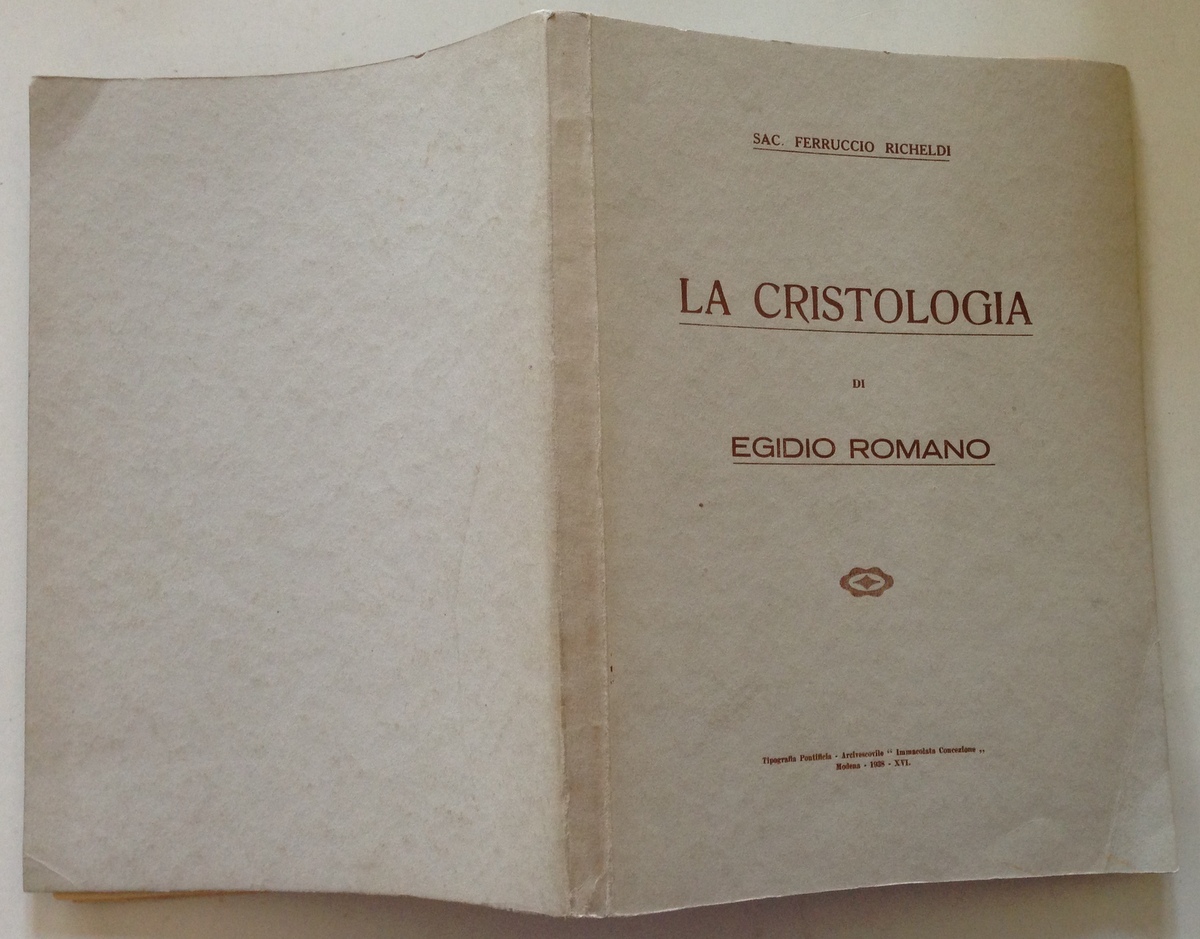 SAC. FERRUCCIO RICHELDI
LA CRISTOLOGIA
DI
EGIDIO ROMANO
Tipografia Pontificia - Arcivescovile “ Immacolata Concezione „
Modena - 1938 - XVI.